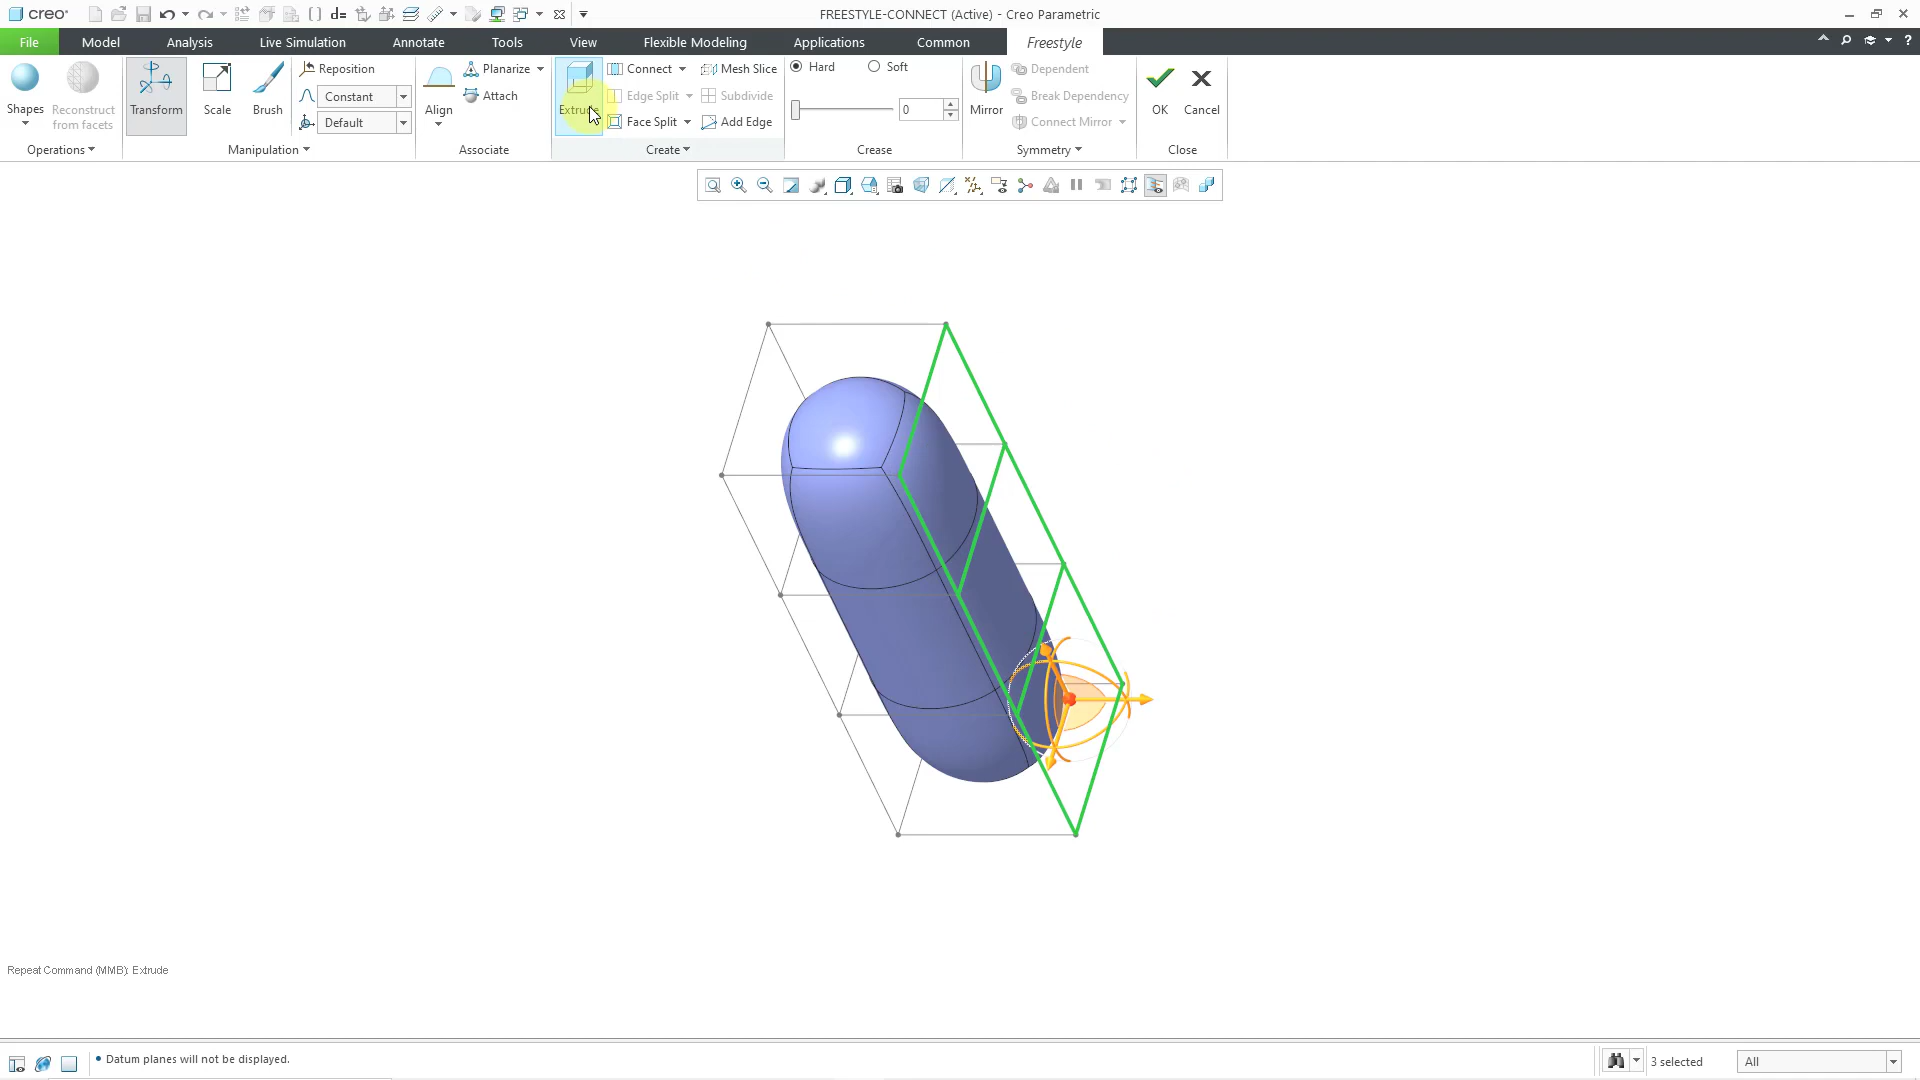 creo
d=
FREESTYLE-CONNECT (Active) - Creo Parametric
File
Model
Analysis
Live Simulation
Annotate
Tools
View
Flexible Modeling
Applications
Common
Freestyle
?
Shapes
Reconstruct
from facets
Operations
Transform
Scale
Brush
Reposition
Constant
Default
Manipulation
Align
Planarize
Attach
Associate
Extrude
Connect
Mesh Slice
Edge Split
Subdivide
Face Split
Add Edge
Create
Hard
Soft
0
Crease
Mirror
Dependent
Break Dependency
Connect Mirror
Symmetry
OK
Cancel
Close
Repeat Command (MMB): Extrude
Datum planes will not be displayed.
3 selected
All